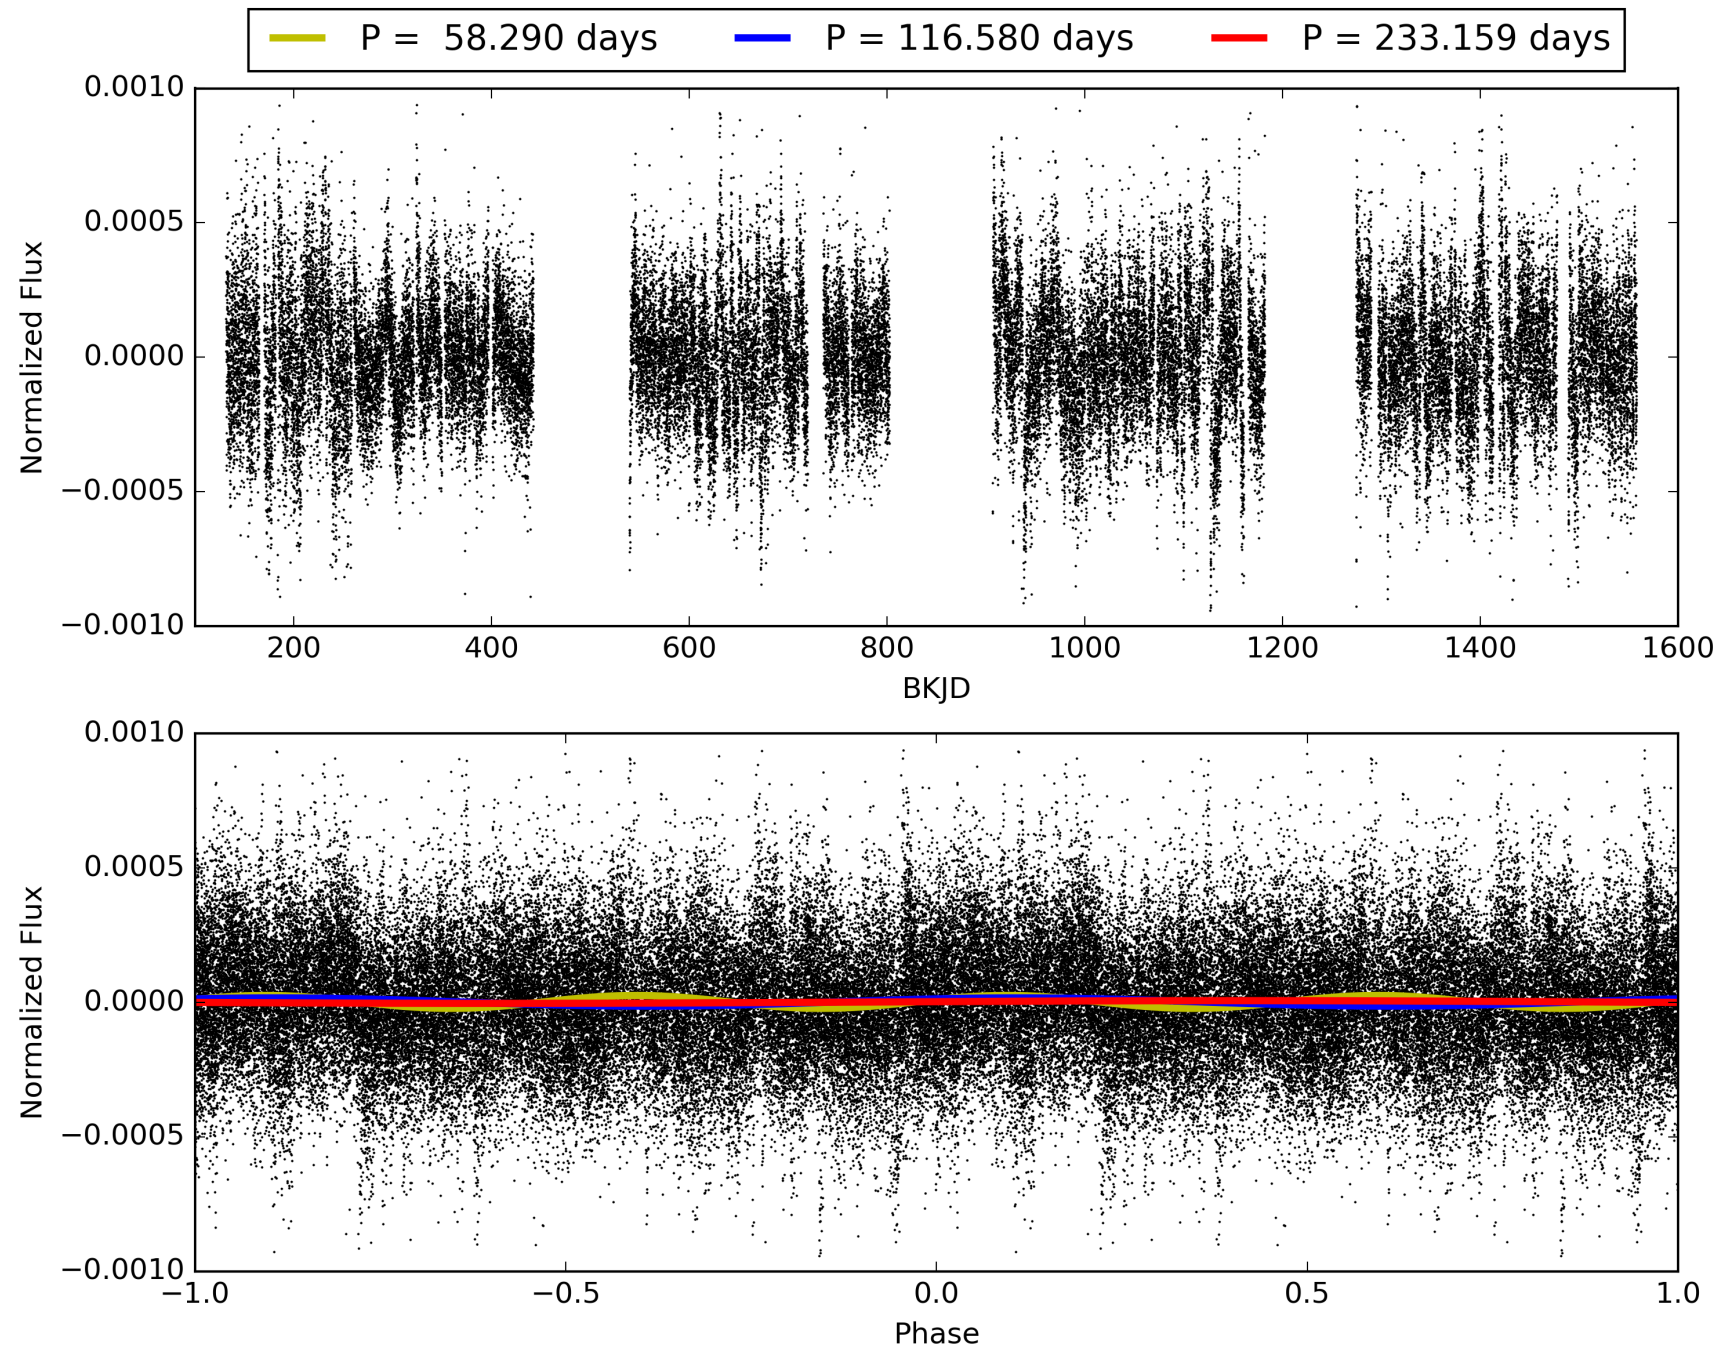 P = 58.290 days P = 116.580 days P = 233.159 days
0.0010
0.0005
0.0000
−0.0005
−0.0010
Normalized Flux
200 400 600 800 1000 1200 1400 1600
BKJD
0.0010
0.0005
0.0000
−0.0005
−0.0010
Normalized Flux
−1.0 −0.5 0.0 0.5 1.0
Phase